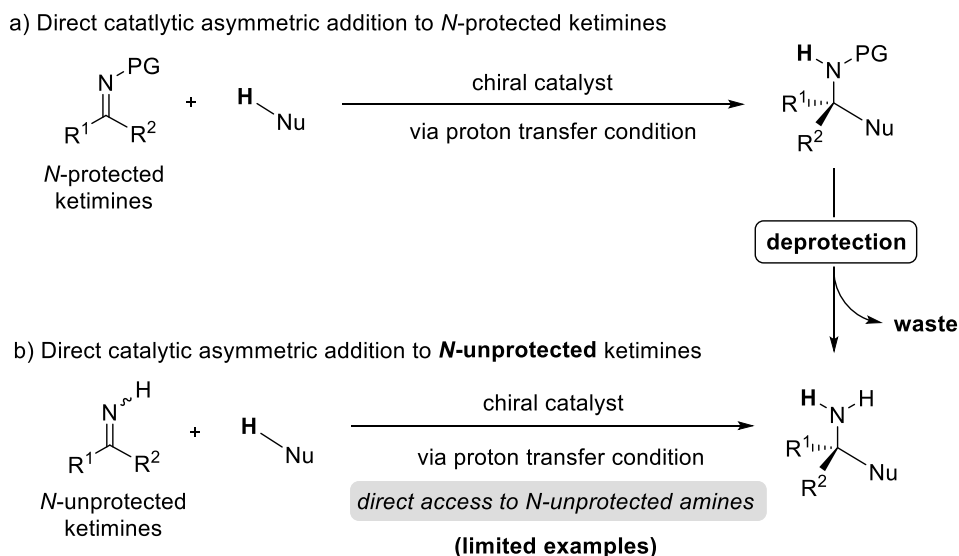 a) Direct catatlytic asymmetric addition to N-protected ketimines
N PG
R¹ R²
+
H Nu
chiral catalyst
via proton transfer condition
H N PG
R¹ R² Nu
N-protected
ketimines
deprotection
waste
b) Direct catalytic asymmetric addition to N-unprotected ketimines
N H
R¹ R²
+
H Nu
chiral catalyst
via proton transfer condition
H N H
R¹ R² Nu
N-unprotected
ketimines
direct access to N-unprotected amines
(limited examples)